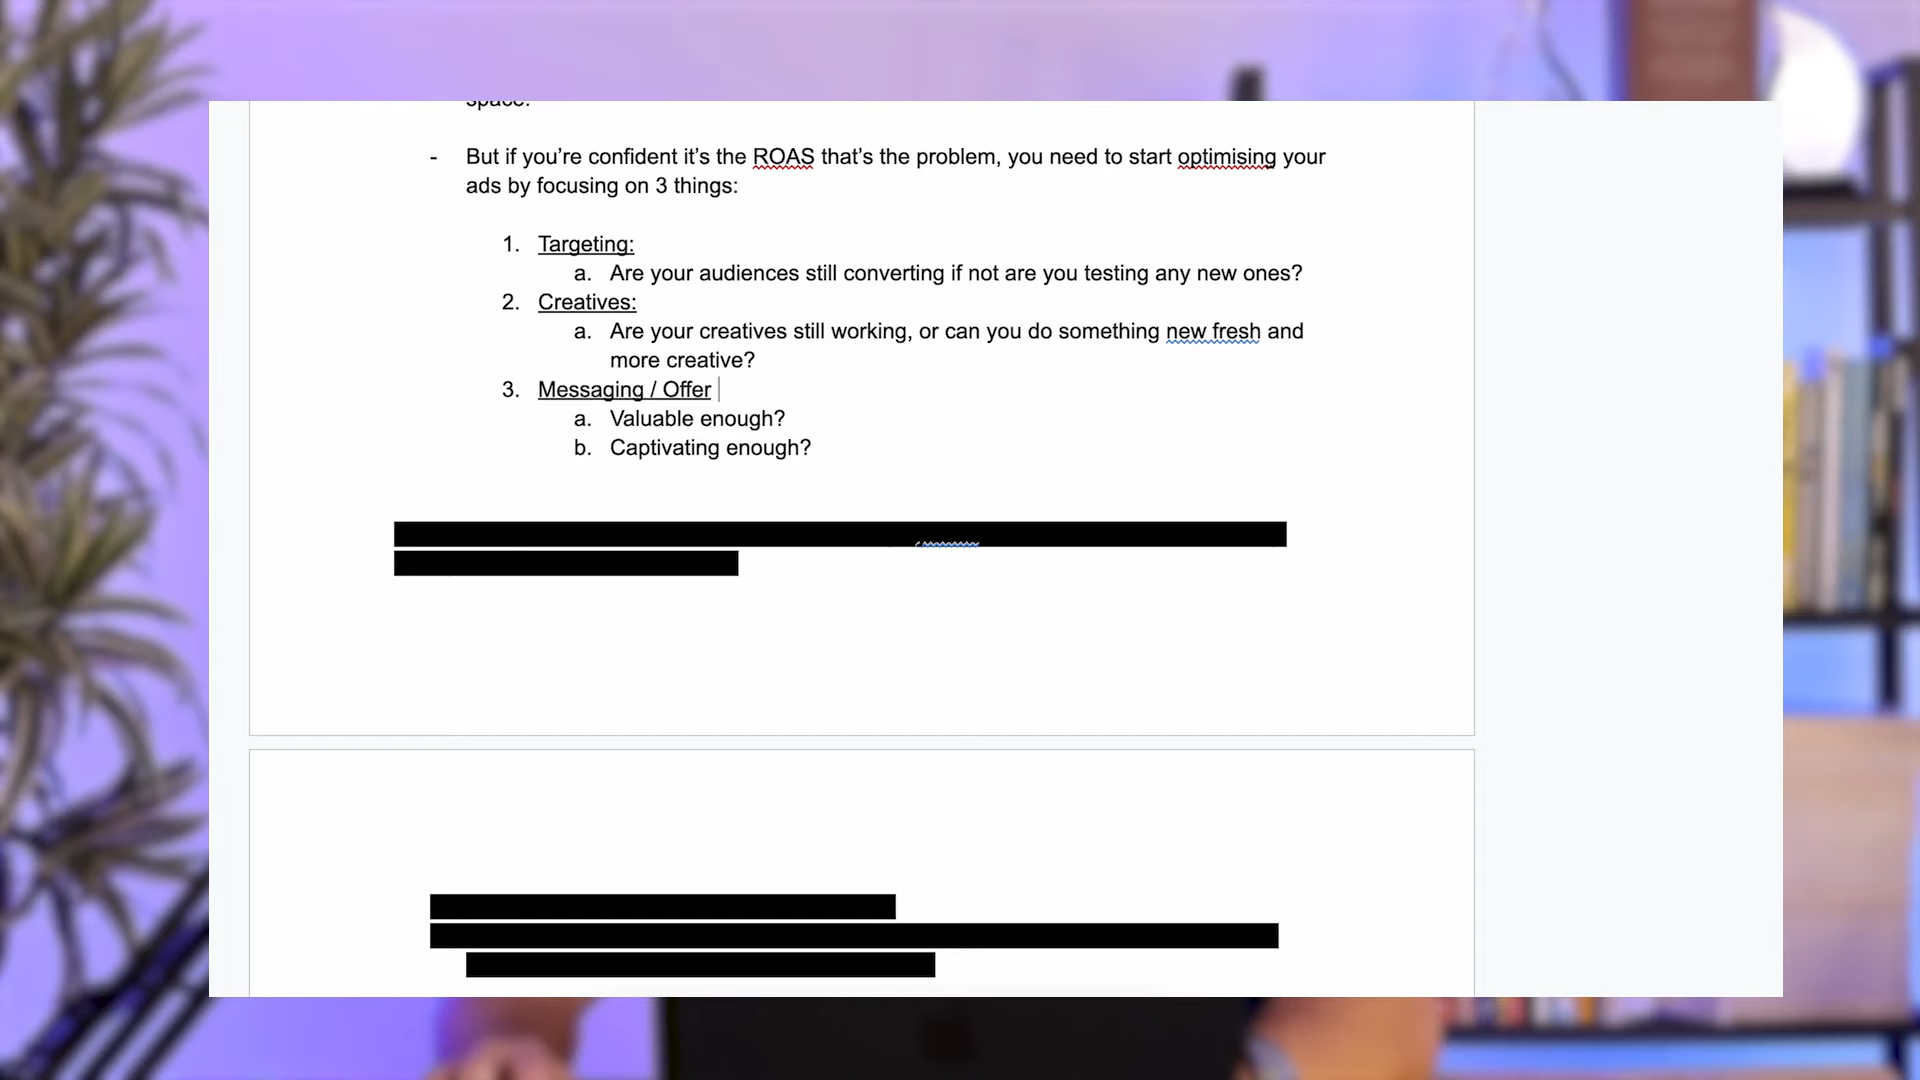 space.
- But if you’re confident it’s the ROAS that’s the problem, you need to start optimising your
ads by focusing on 3 things:
1. Targeting:
a. Are your audiences still converting if not are you testing any new ones?
2. Creatives:
a. Are your creatives still working, or can you do something new fresh and
more creative?
3. Messaging / Offer
a. Valuable enough?
b. Captivating enough?